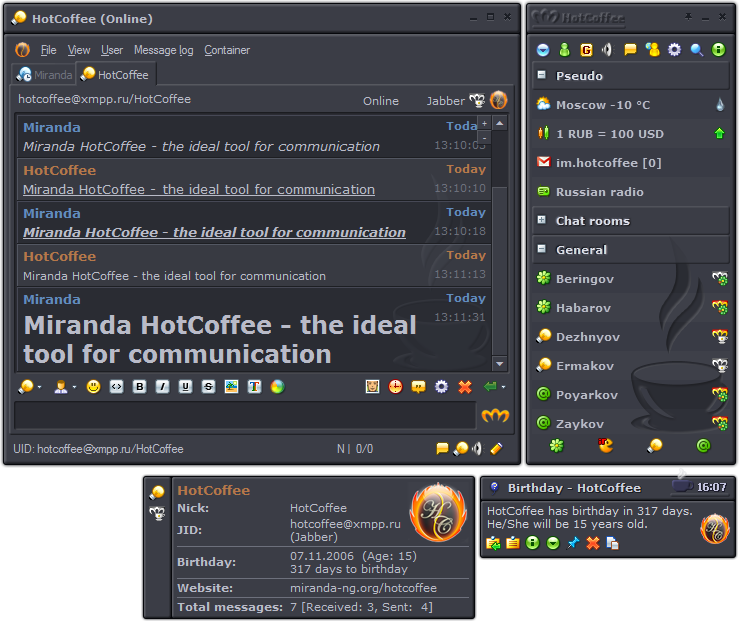 HotCoffee (Online)
File View User Message log Container
Miranda HotCoffee
hotcoffee@xmpp.ru/HotCoffee Online Jabber
Miranda Toda
Miranda HotCoffee - the ideal tool for communication 13:10:03
HotCoffee Today
Miranda HotCoffee - the ideal tool for communication 13:10:10
Miranda Today
Miranda HotCoffee - the ideal tool for communication 13:10:18
HotCoffee Today
Miranda HotCoffee - the ideal tool for communication 13:11:13
Miranda Today
Miranda HotCoffee - the ideal 13:11:31
tool for communication
UID: hotcoffee@xmpp.ru/HotCoffee N | 0/0
HotCoffee
Pseudo
Moscow -10 °C
1 RUB = 100 USD
im.hotcoffee [0]
Russian radio
Chat rooms
General
Beringov
Habarov
Dezhnyov
Ermakov
Poyarkov
Zaykov
HotCoffee
Nick: HotCoffee
JID: hotcoffee@xmpp.ru
(Jabber)
Birthday: 07.11.2006 (Age: 15)
317 days to birthday
Website: miranda-ng.org/hotcoffee
Total messages: 7 [Received: 3, Sent: 4]
Birthday - HotCoffee 16:07
HotCoffee has birthday in 317 days.
He/She will be 15 years old.